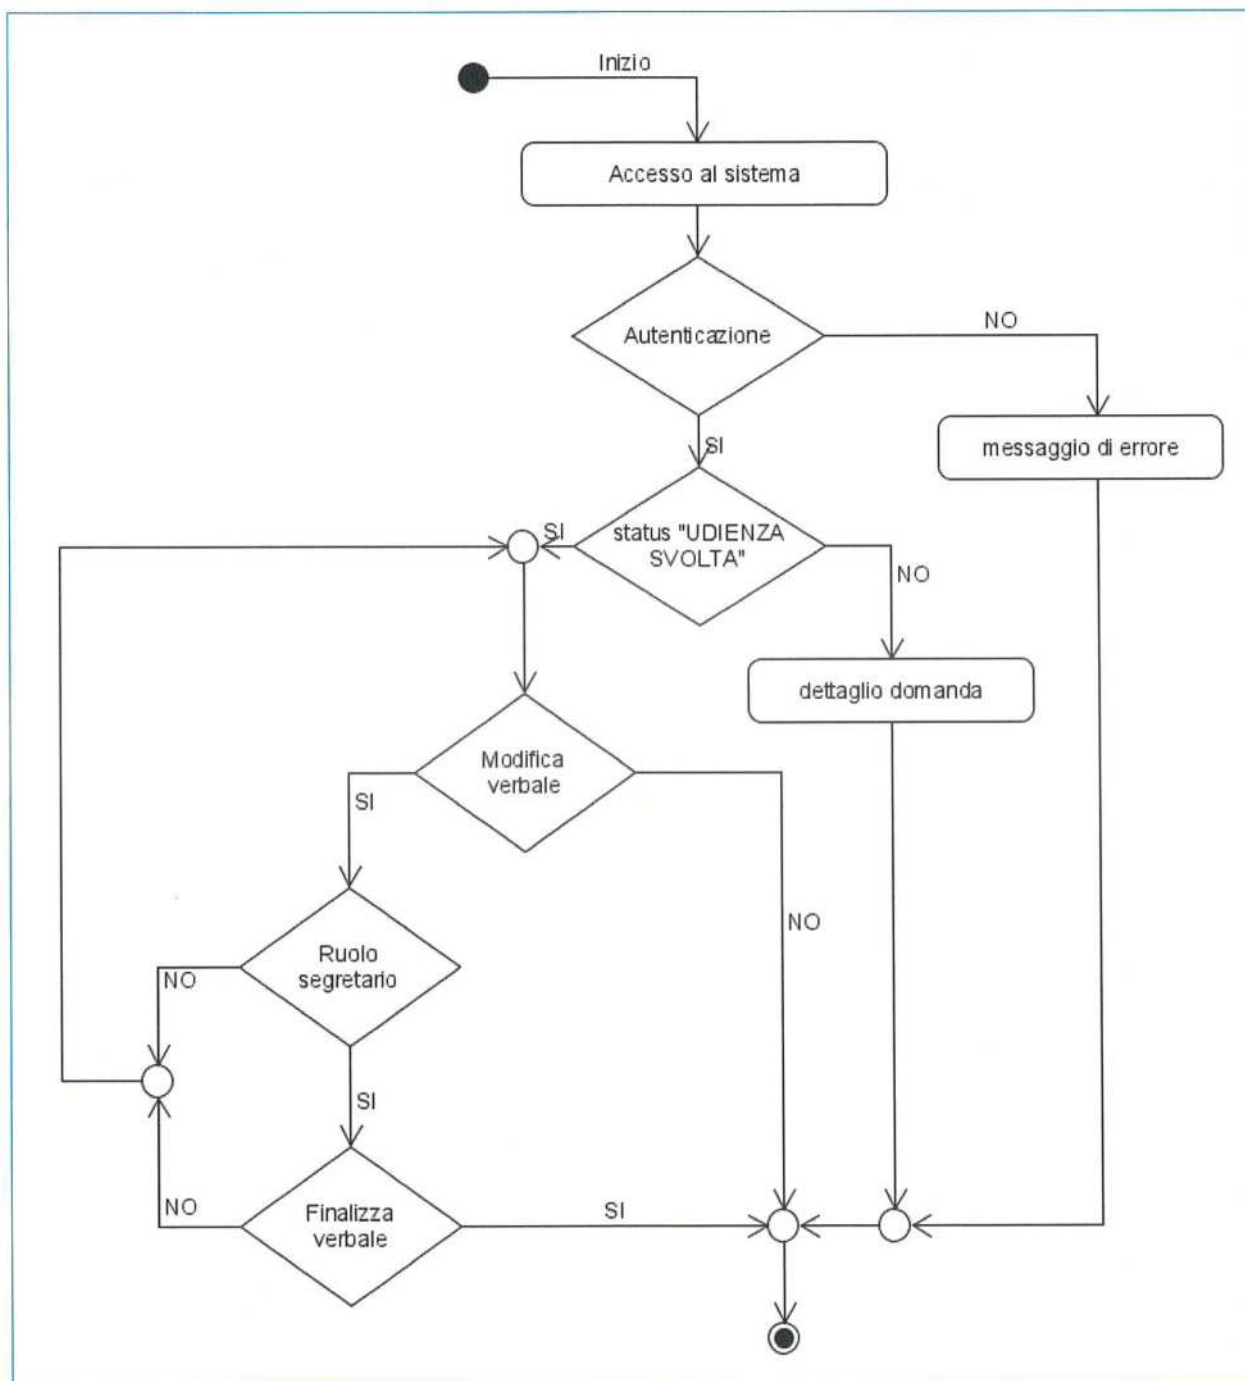 Inizio
Accesso al sistema
Autenticazione
NO
SI
messaggio di errore
status "UDIENZA
SVOLTA"
SI
NO
dettaglio domanda
Modifica
verbale
SI
NO
Ruolo
segretario
NO
SI
Finalizza
verbale
NO
SI